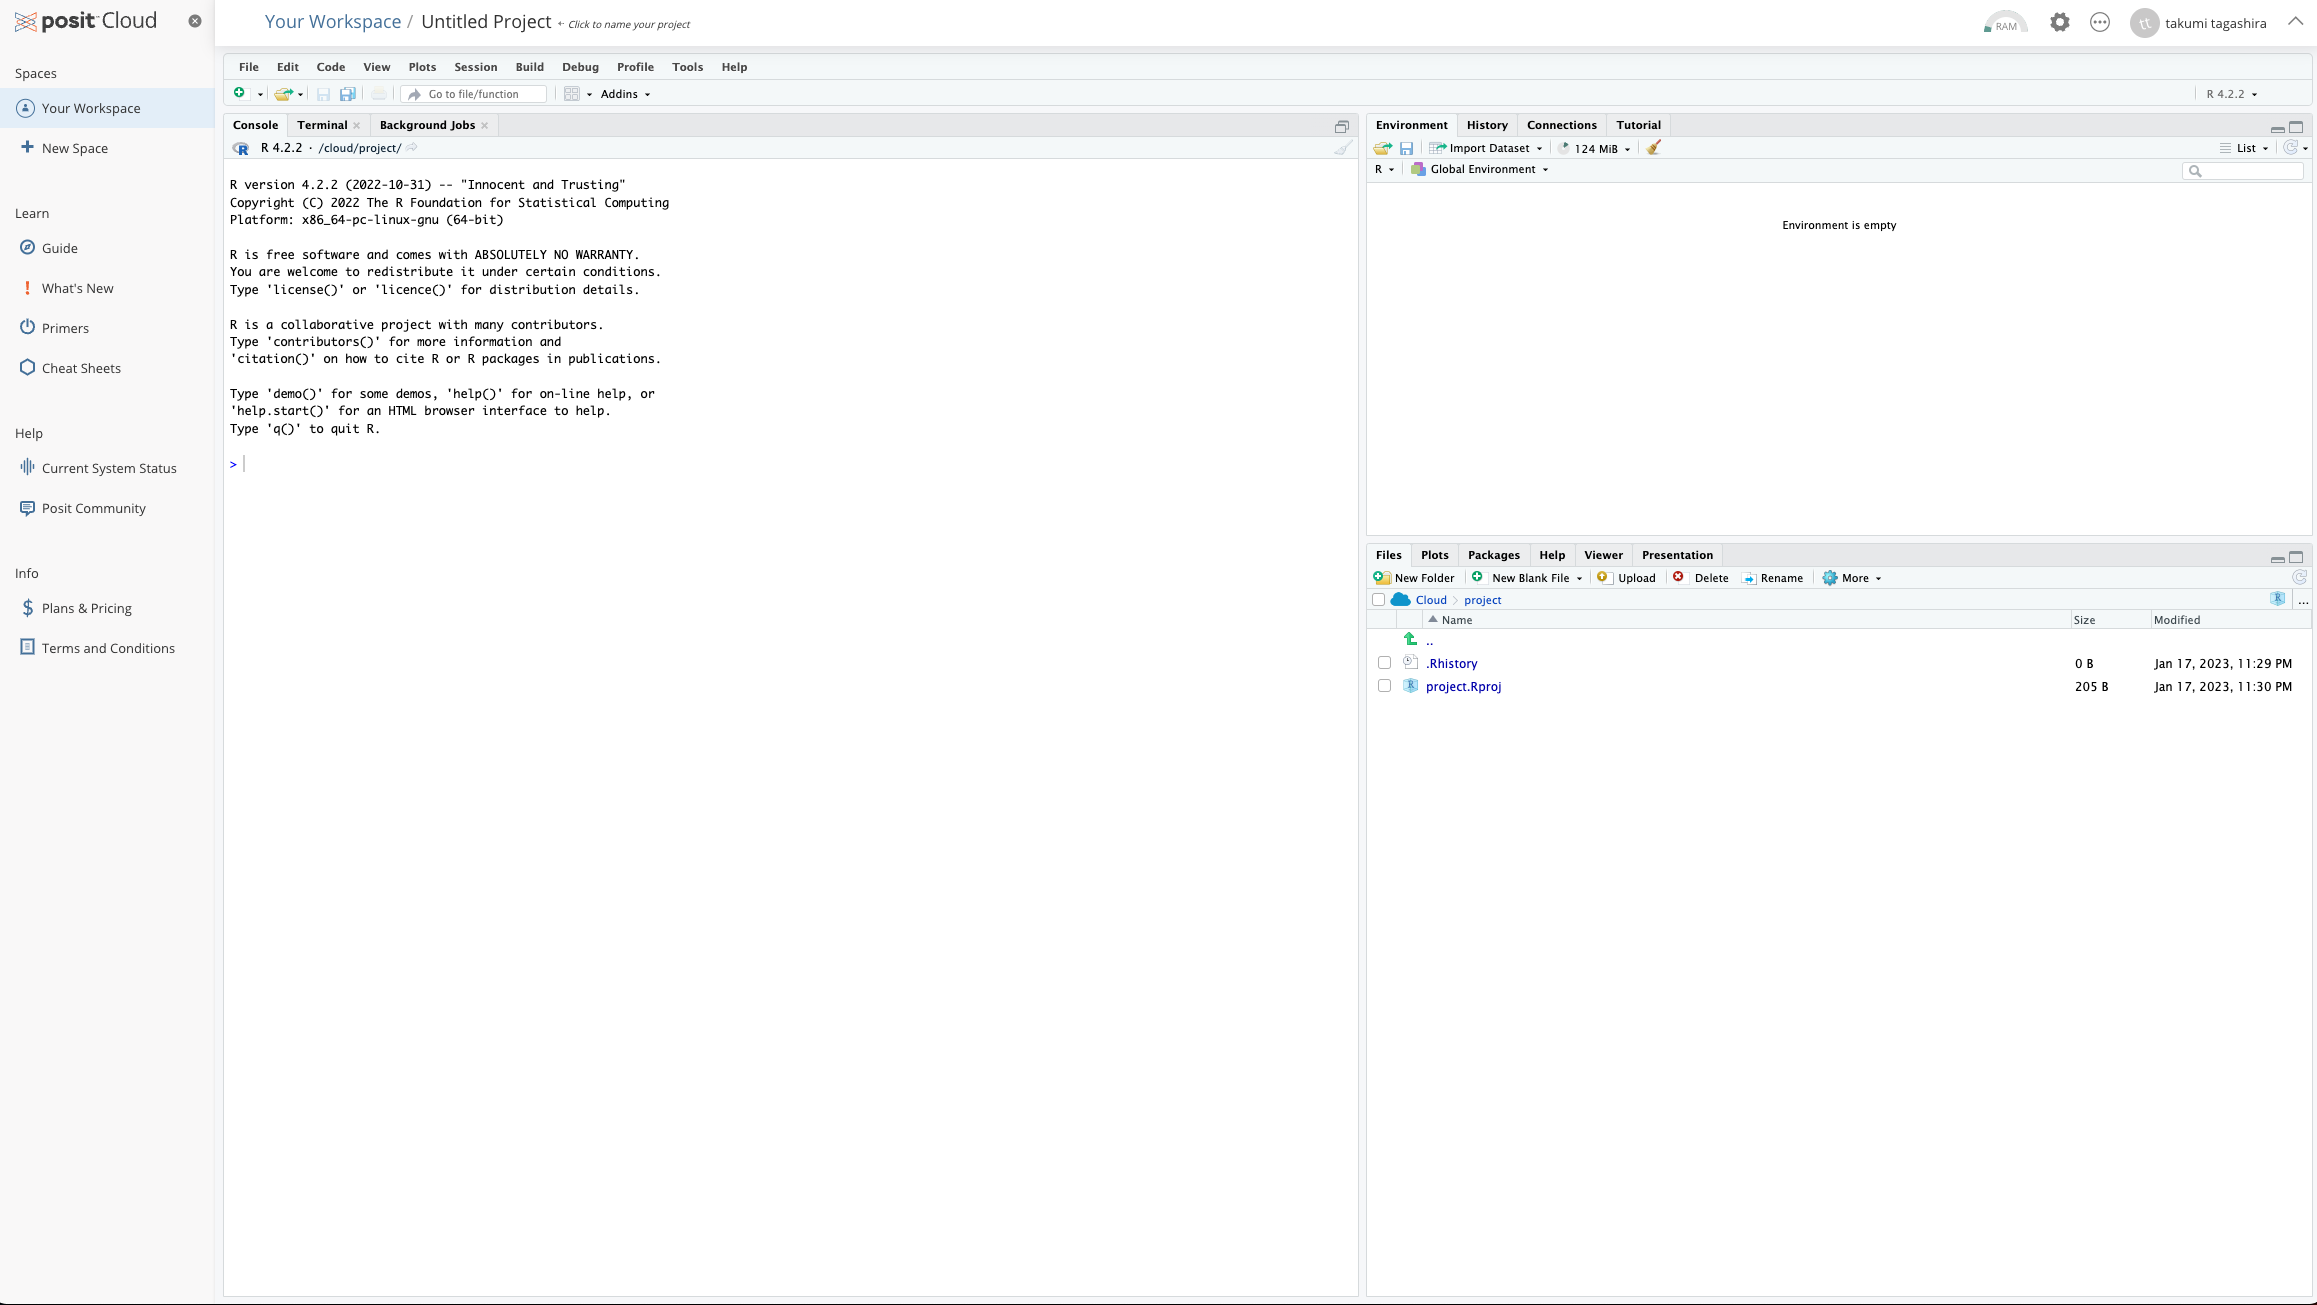 posit Cloud
Your Workspace / Untitled Project ← Click to name your project
RAM
tt takumi tagashira
Spaces
Your Workspace
New Space
Learn
Guide
What's New
Primers
Cheat Sheets
Help
Current System Status
Posit Community
Info
Plans & Pricing
Terms and Conditions
File Edit Code View Plots Session Build Debug Profile Tools Help
Go to file/function Addins R 4.2.2
Console Terminal Background Jobs
R 4.2.2 · /cloud/project/
R version 4.2.2 (2022-10-31) -- "Innocent and Trusting"
Copyright (C) 2022 The R Foundation for Statistical Computing
Platform: x86_64-pc-linux-gnu (64-bit)
R is free software and comes with ABSOLUTELY NO WARRANTY.
You are welcome to redistribute it under certain conditions.
Type 'license()' or 'licence()' for distribution details.
R is a collaborative project with many contributors.
Type 'contributors()' for more information and
'citation()' on how to cite R or R packages in publications.
Type 'demo()' for some demos, 'help()' for on-line help, or
'help.start()' for an HTML browser interface to help.
Type 'q()' to quit R.
>
Environment History Connections Tutorial
Import Dataset 124 MiB List
R Global Environment
Environment is empty
Files Plots Packages Help Viewer Presentation
New Folder New Blank File Upload Delete Rename More
Cloud project R ...
Name Size Modified
..
.Rhistory 0 B Jan 17, 2023, 11:29 PM
project.Rproj 205 B Jan 17, 2023, 11:30 PM